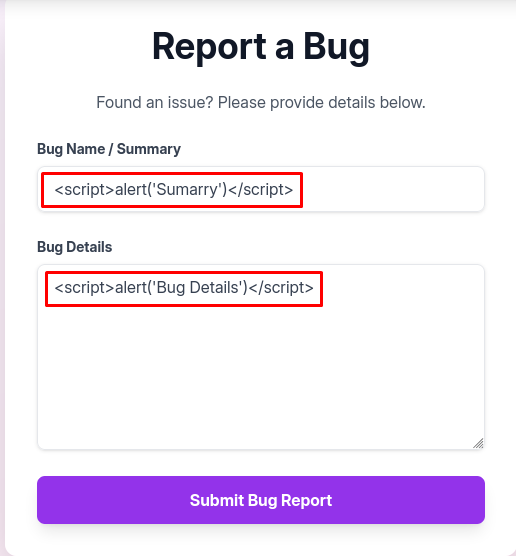 Report a Bug
Found an issue? Please provide details below.
Bug Name / Summary
<script>alert('Sumarry')</script>
Bug Details
<script>alert('Bug Details')</script>
Submit Bug Report